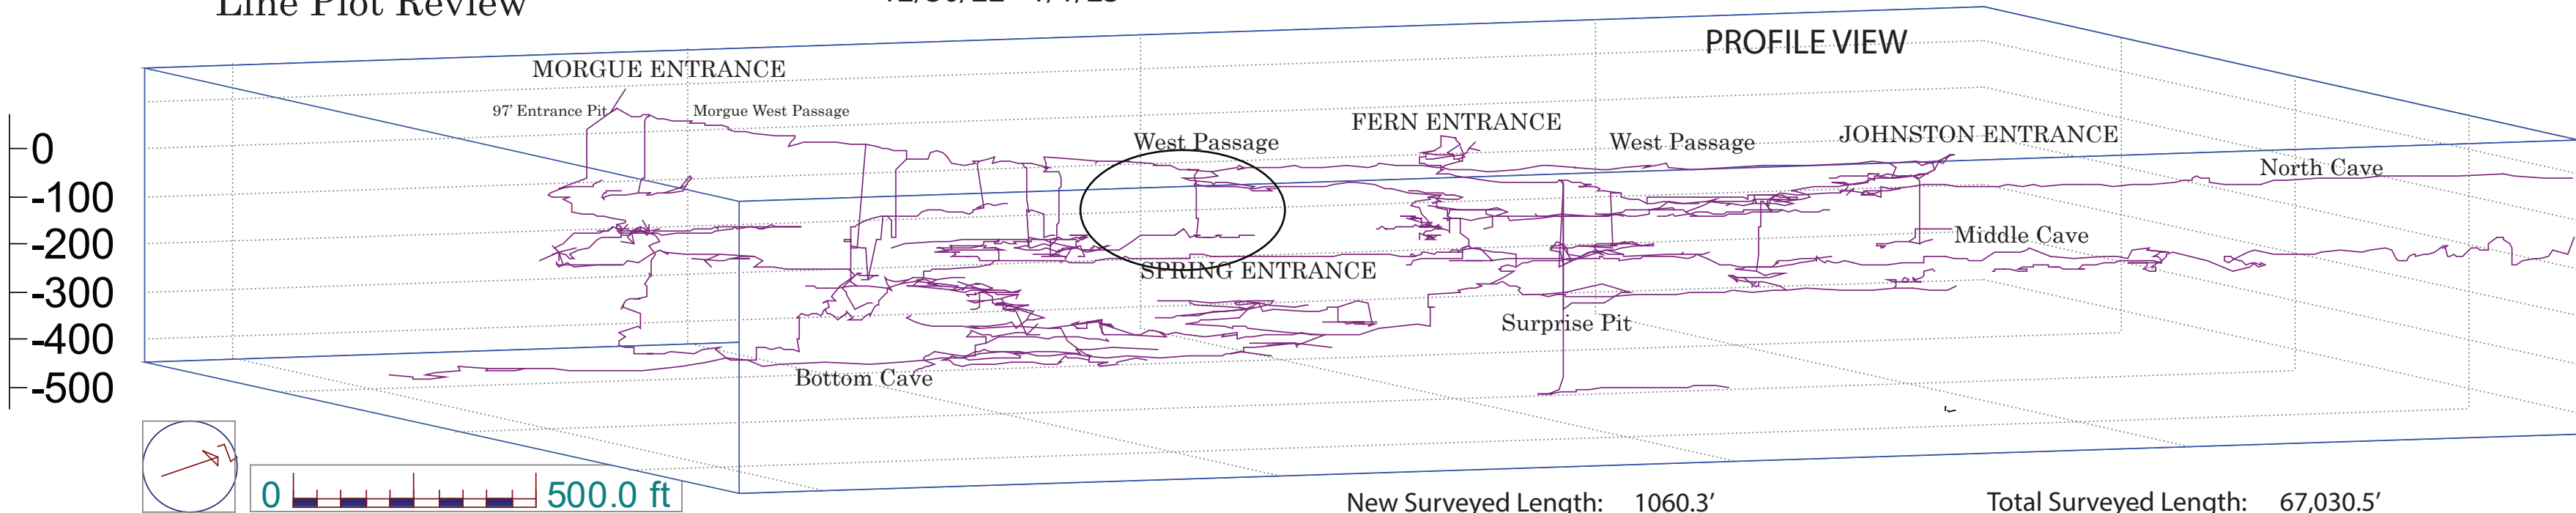 Line Plot Review
PROFILE VIEW
MORGUE ENTRANCE
97' Entrance Pit
Morgue West Passage
West Passage
FERN ENTRANCE
West Passage
JOHNSTON ENTRANCE
North Cave
0
-100
-200
-300
-400
-500
Middle Cave
SPRING ENTRANCE
Surprise Pit
Bottom Cave
0 500.0 ft
New Surveyed Length: 1060.3′
Total Surveyed Length: 67,030.5′